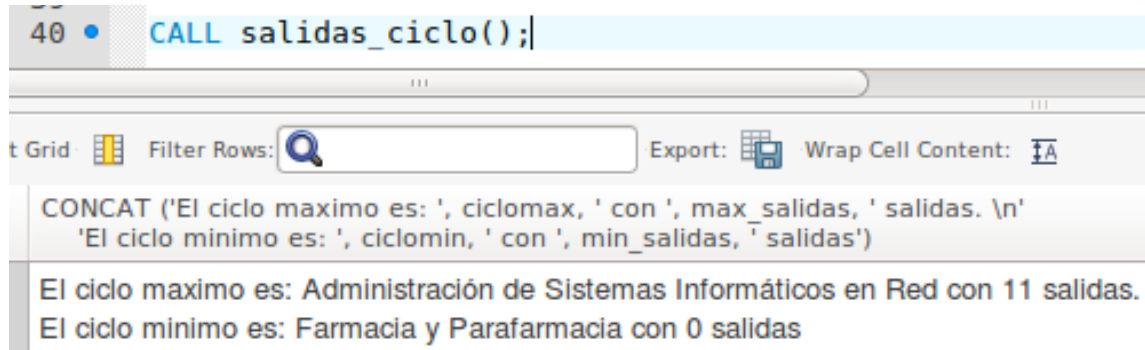 40 CALL salidas_ciclo();
t Grid Filter Rows: Export: Wrap Cell Content: IA
CONCAT ('El ciclo maximo es: ', ciclomax, ' con ', max_salidas, ' salidas. \n'
'El ciclo minimo es: ', ciclomin, ' con ', min_salidas, ' salidas')
El ciclo maximo es: Administración de Sistemas Informáticos en Red con 11 salidas.
El ciclo minimo es: Farmacia y Parafarmacia con 0 salidas